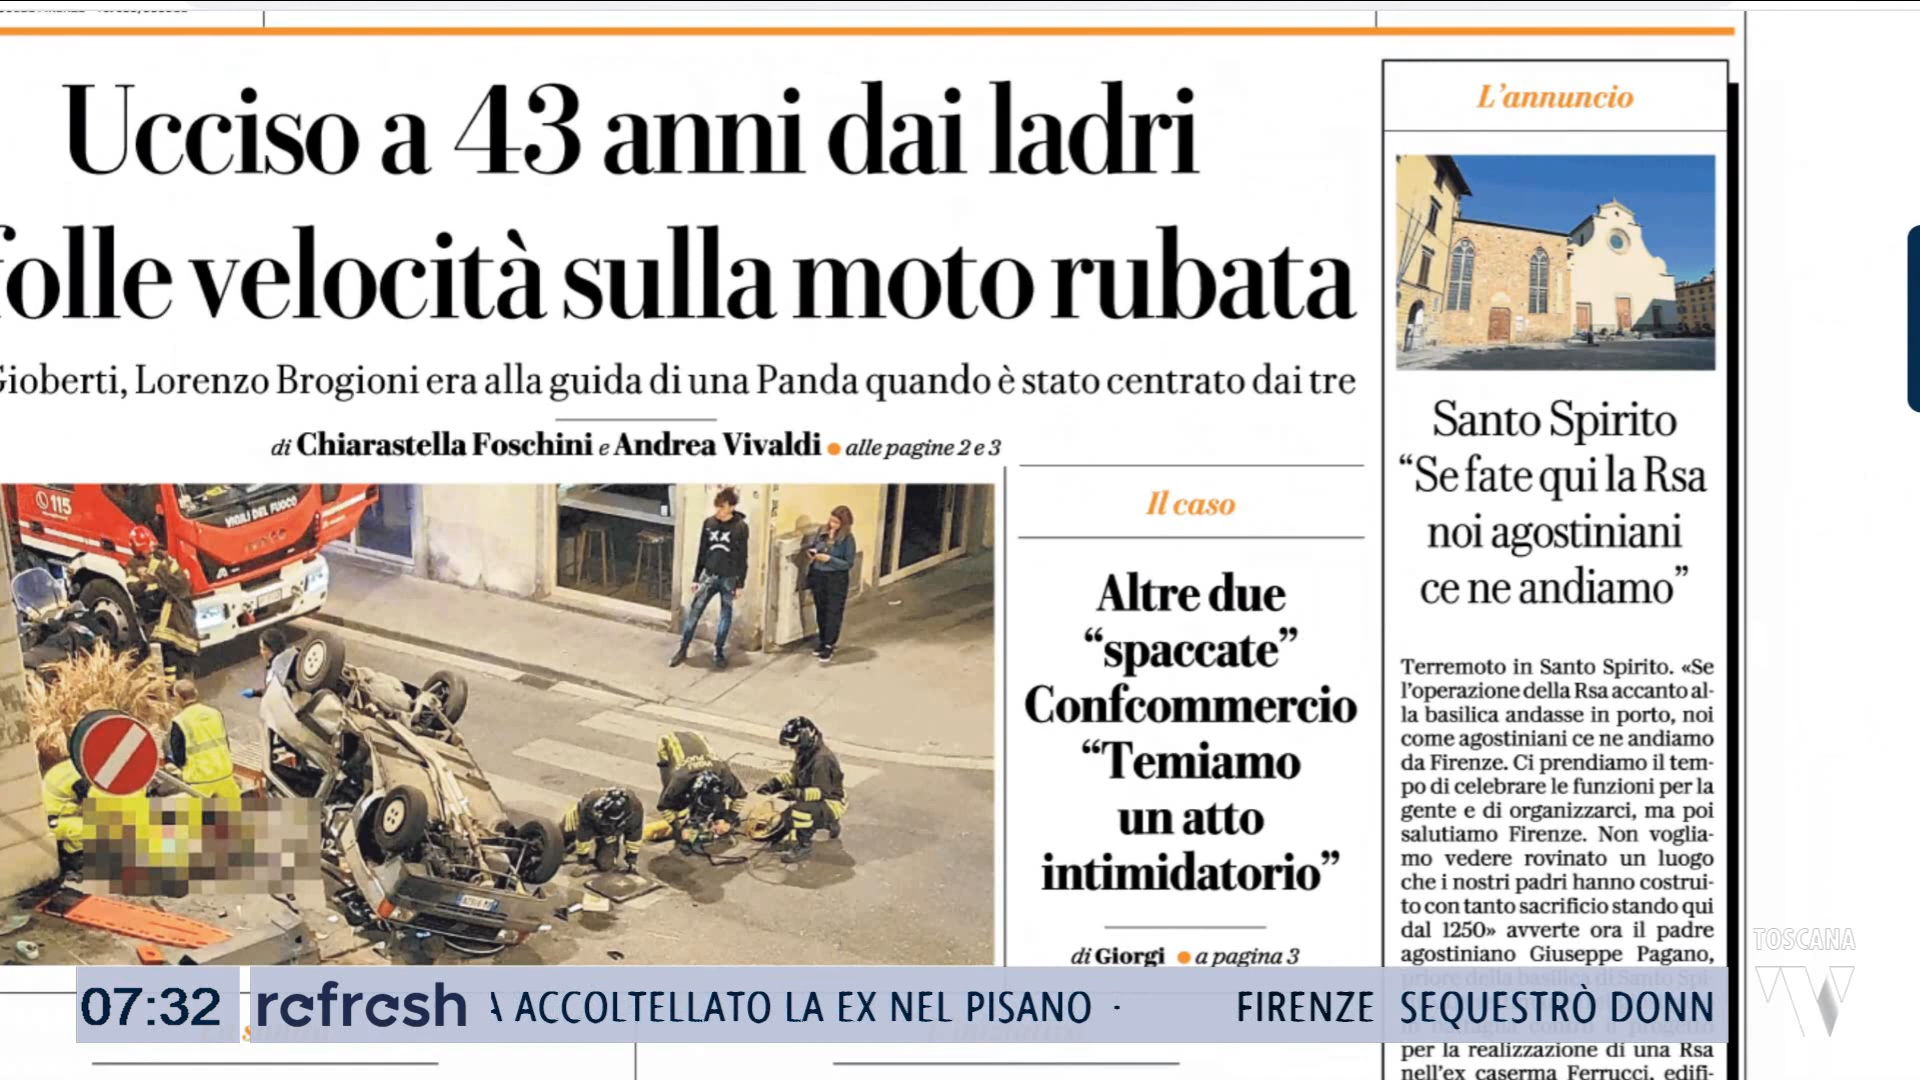 Ucciso a 43 anni dai ladri
folle velocità sulla moto rubata
Gioberti, Lorenzo Brogioni era alla guida di una Panda quando è stato centrato dai tre
di Chiarastella Foschini e Andrea Vivaldi • alle pagine 2 e 3
115
VIGILI DEL FUOCO
IVECO
Il caso
Altre due
“spaccate”
Confcommercio
“Temiamo
un atto
intimidatorio”
di Giorgi • a pagina 3
L’annuncio
Santo Spirito
“Se fate qui la Rsa
noi agostiniani
ce ne andiamo”
Terremoto in Santo Spirito. «Se
l’operazione della Rsa accanto al-
la basilica andasse in porto, noi
come agostiniani ce ne andiamo
da Firenze. Ci prendiamo il tem-
po di celebrare le funzioni per la
gente e di organizzarci, ma poi
salutiamo Firenze. Non voglia-
mo vedere rovinato un luogo
che i nostri padri hanno costrui-
to con tanto sacrificio stando qui
dal 1250» avverte ora il padre
agostiniano Giuseppe Pagano,
priore della basilica di Santo Spi-
per la realizzazione di una Rsa
nell’ex caserma Ferrucci, edifi-
TOSCANA
07:32 refresh A ACCOLTELLATO LA EX NEL PISANO - FIRENZE SEQUESTRÒ DONN